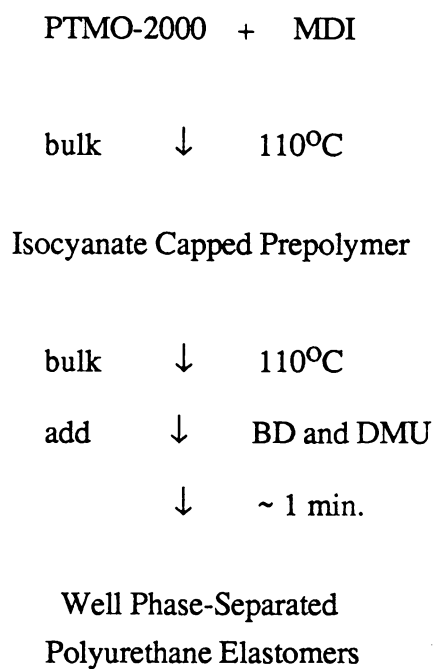 PTMO-2000 + MDI
bulk ↓ 110°C
Isocyanate Capped Prepolymer
bulk ↓ 110°C
add ↓ BD and DMU
↓ ~ 1 min.
Well Phase-Separated
Polyurethane Elastomers